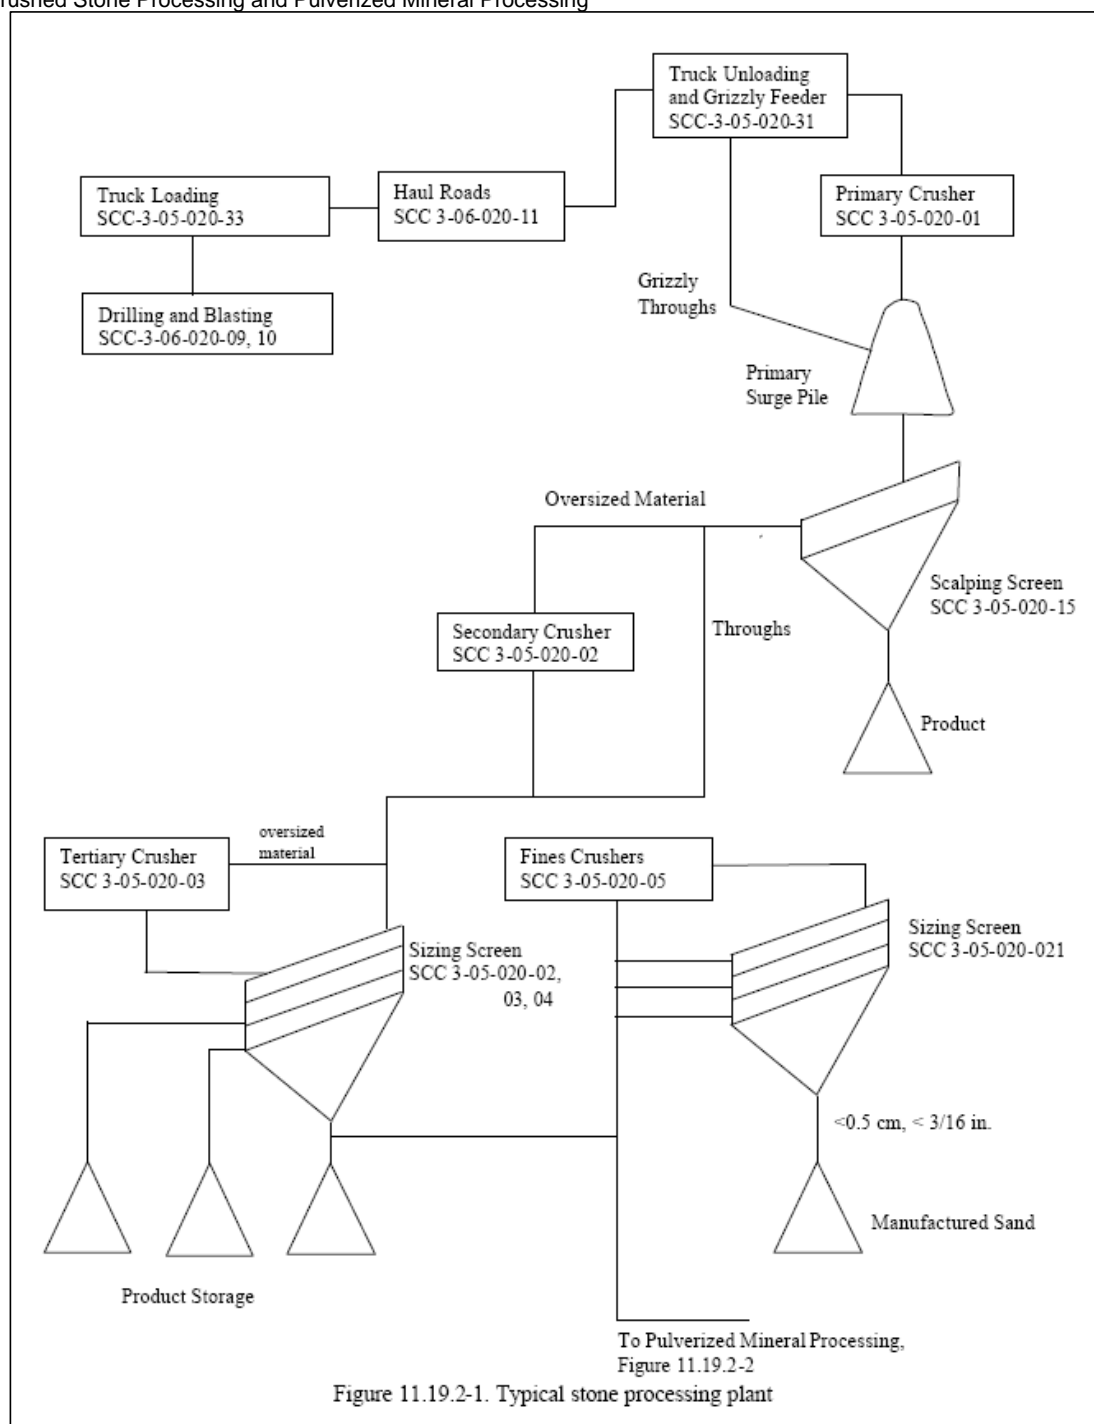 rushed Stone Processing and Pulverized Mineral Processing
Truck Unloading
and Grizzly Feeder
SCC-3-05-020-31
Truck Loading
SCC-3-05-020-33
Haul Roads
SCC 3-06-020-11
Primary Crusher
SCC 3-05-020-01
Drilling and Blasting
SCC-3-06-020-09, 10
Grizzly
Throughs
Primary
Surge Pile
Oversized Material
Scalping Screen
SCC 3-05-020-15
Secondary Crusher
SCC 3-05-020-02
Throughs
Product
Tertiary Crusher
SCC 3-05-020-03
oversized
material
Fines Crushers
SCC 3-05-020-05
Sizing Screen
SCC 3-05-020-02,
03, 04
Sizing Screen
SCC 3-05-020-021
<0.5 cm, < 3/16 in.
Manufactured Sand
Product Storage
To Pulverized Mineral Processing,
Figure 11.19.2-2
Figure 11.19.2-1. Typical stone processing plant